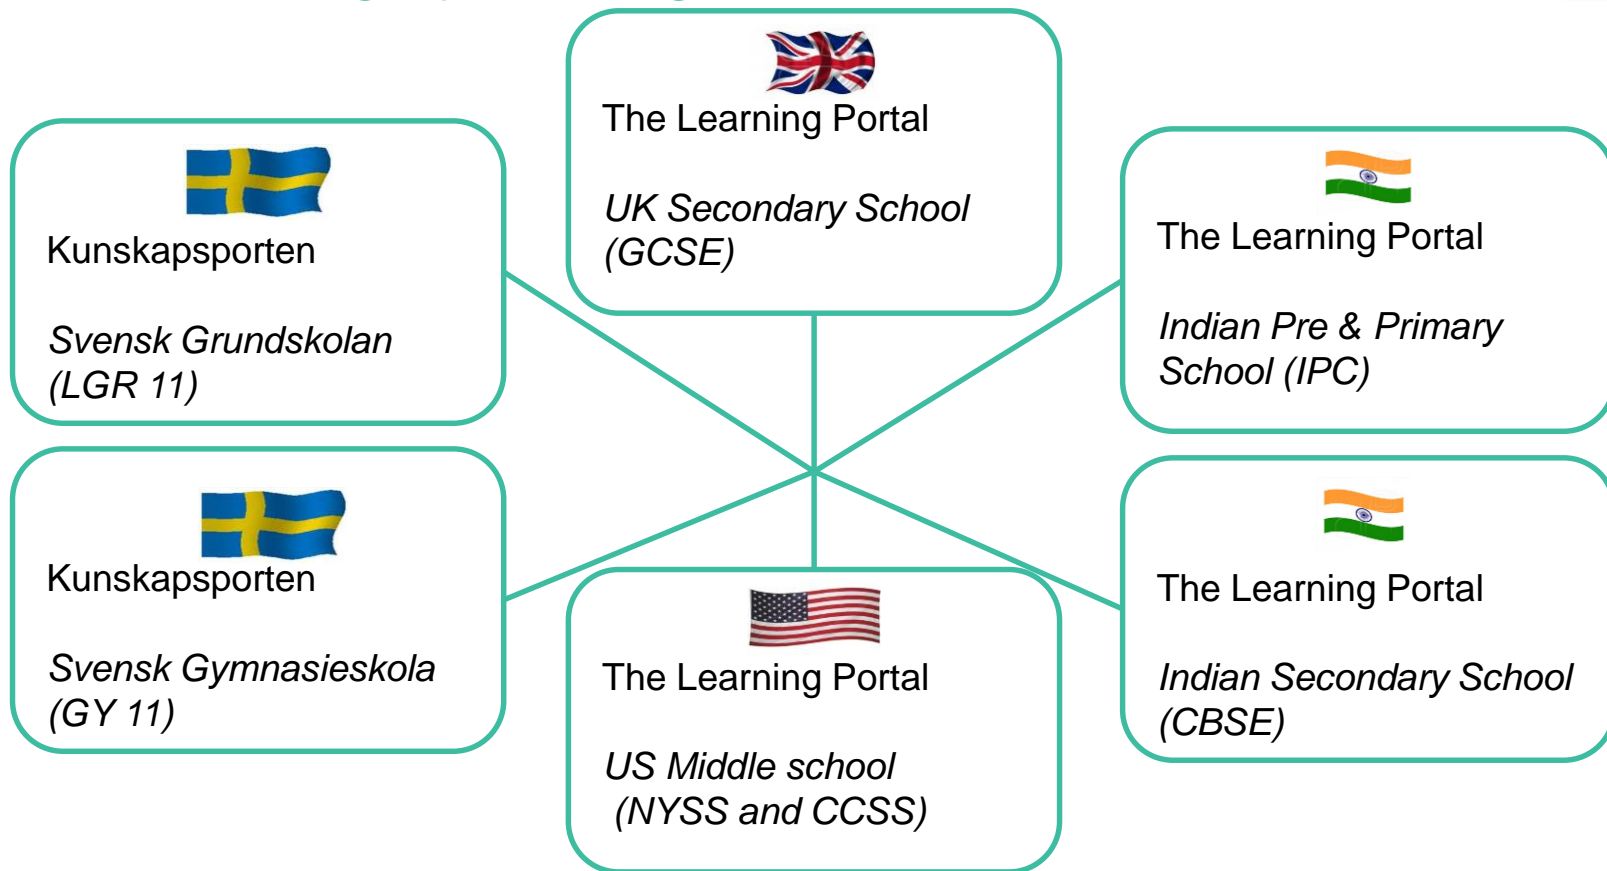 The Learning Portal
UK Secondary School
(GCSE)
Kunskapsporten
Svensk Grundskolan
(LGR 11)
The Learning Portal
Indian Pre & Primary
School (IPC)
Kunskapsporten
Svensk Gymnasieskola
(GY 11)
The Learning Portal
US Middle school
(NYSS and CCSS)
The Learning Portal
Indian Secondary School
(CBSE)